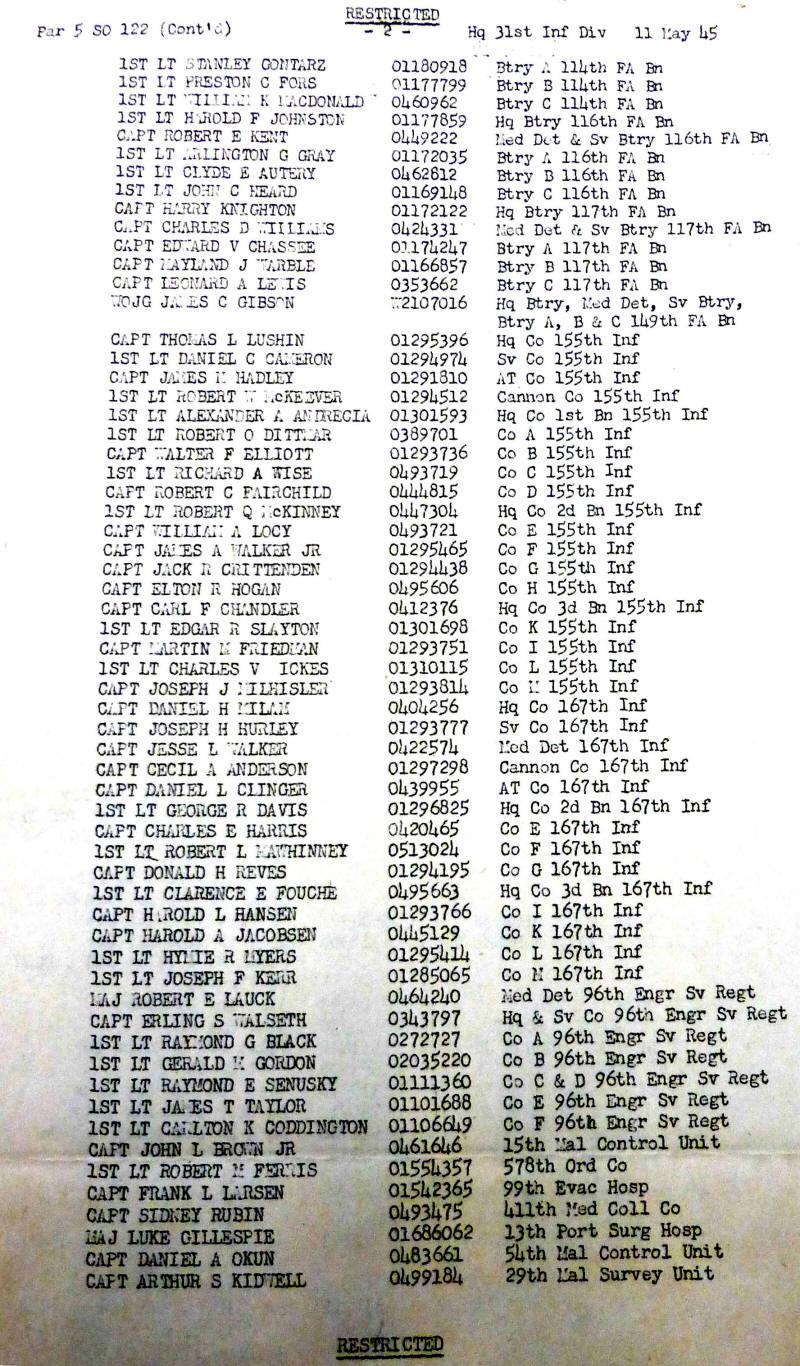 RESTRICTED
Par 5 SO 122 (Cont'd) - 2 - Hq 31st Inf Div 11 May 45
1ST LT STANLEY GONTARZ 01180918 Btry A 114th FA Bn
1ST LT PRESTON C FORS 01177799 Btry B 114th FA Bn
1ST LT WILLIAM K MACDONALD 0460962 Btry C 114th FA Bn
1ST LT HAROLD F JOHNSTON 01177859 Hq Btry 116th FA Bn
CAPT ROBERT E KENT 0449222 Med Det & Sv Btry 116th FA Bn
1ST LT ARLINGTON G GRAY 01172035 Btry A 116th FA Bn
1ST LT CLYDE E AUTERY 0462812 Btry B 116th FA Bn
1ST LT JOHN C HEARD 01169148 Btry C 116th FA Bn
CAPT HARRY KNIGHTON 01172122 Hq Btry 117th FA Bn
CAPT CHARLES D WILLIAMS 0424331 Med Det & Sv Btry 117th FA Bn
CAPT EDWARD V CHASSEE 01174247 Btry A 117th FA Bn
CAPT WAYLAND J WARBLE 01166857 Btry B 117th FA Bn
CAPT LEONARD A LEWIS 0353662 Btry C 117th FA Bn
WOJG JAMES C GIBSON W2107016 Hq Btry, Med Det, Sv Btry,
Btry A, B & C 149th FA Bn
CAPT THOMAS L LUSHIN 01295396 Hq Co 155th Inf
1ST LT DANIEL C CAMERON 01294974 Sv Co 155th Inf
CAPT JAMES M HADLEY 01291810 AT Co 155th Inf
1ST LT ROBERT W McKEEVER 01294512 Cannon Co 155th Inf
1ST LT ALEXANDER A ANDRECIA 01301593 Hq Co 1st Bn 155th Inf
1ST LT ROBERT O DITTMAR 0389701 Co A 155th Inf
CAPT WALTER F ELLIOTT 01293736 Co B 155th Inf
1ST LT RICHARD A WISE 0493719 Co C 155th Inf
CAPT ROBERT C FAIRCHILD 0444815 Co D 155th Inf
1ST LT ROBERT Q McKINNEY 0447304 Hq Co 2d Bn 155th Inf
CAPT WILLIAM A LOCY 0493721 Co E 155th Inf
CAPT JAMES A WALKER JR 01295465 Co F 155th Inf
CAPT JACK R CRITTENDEN 01294438 Co G 155th Inf
CAPT ELTON R HOGAN 0495606 Co H 155th Inf
CAPT CARL F CHANDLER 0412376 Hq Co 3d Bn 155th Inf
1ST LT EDGAR R SLAYTON 01301698 Co K 155th Inf
CAPT MARTIN M FRIEDMAN 01293751 Co I 155th Inf
1ST LT CHARLES V ICKES 01310115 Co L 155th Inf
CAPT JOSEPH J MILHISLER 01293814 Co M 155th Inf
CAPT DANIEL H MILAM 0404256 Hq Co 167th Inf
CAPT JOSEPH H HURLEY 01293777 Sv Co 167th Inf
CAPT JESSE L WALKER 0422574 Med Det 167th Inf
CAPT CECIL A ANDERSON 01297298 Cannon Co 167th Inf
CAPT DANIEL L CLINGER 0439955 AT Co 167th Inf
1ST LT GEORGE R DAVIS 01296825 Hq Co 2d Bn 167th Inf
CAPT CHARLES E HARRIS 0420465 Co E 167th Inf
1ST LT ROBERT L MAWHINNEY 0513024 Co F 167th Inf
CAPT DONALD H REVES 01294195 Co G 167th Inf
1ST LT CLARENCE E FOUCHE 0495663 Hq Co 3d Bn 167th Inf
CAPT HAROLD L HANSEN 01293766 Co I 167th Inf
CAPT HAROLD A JACOBSEN 0445129 Co K 167th Inf
1ST LT HYMIE R MYERS 01295414 Co L 167th Inf
1ST LT JOSEPH F KERR 01285065 Co M 167th Inf
MAJ ROBERT E LAUCK 0464240 Med Det 96th Engr Sv Regt
CAPT ERLING S WALSETH 0343797 Hq & Sv Co 96th Engr Sv Regt
1ST LT RAYMOND G BLACK 0272727 Co A 96th Engr Sv Regt
1ST LT GERALD M GORDON 02035220 Co B 96th Engr Sv Regt
1ST LT RAYMOND E SENUSKY 01111360 Co C & D 96th Engr Sv Regt
1ST LT JAMES T TAYLOR 01101688 Co E 96th Engr Sv Regt
1ST LT CARLTON K CODDINGTON 01106649 Co F 96th Engr Sv Regt
CAPT JOHN L BROWN JR 0461646 15th Mal Control Unit
1ST LT ROBERT M FERRIS 01554357 578th Ord Co
CAPT FRANK L LARSEN 01542365 99th Evac Hosp
CAPT SIDNEY RUBIN 0493475 411th Med Coll Co
MAJ LUKE GILLESPIE 01686062 13th Port Surg Hosp
CAPT DANIEL A OKUN 0483661 54th Mal Control Unit
CAPT ARTHUR S KIDWELL 0499184 29th Mal Survey Unit
RESTRICTED